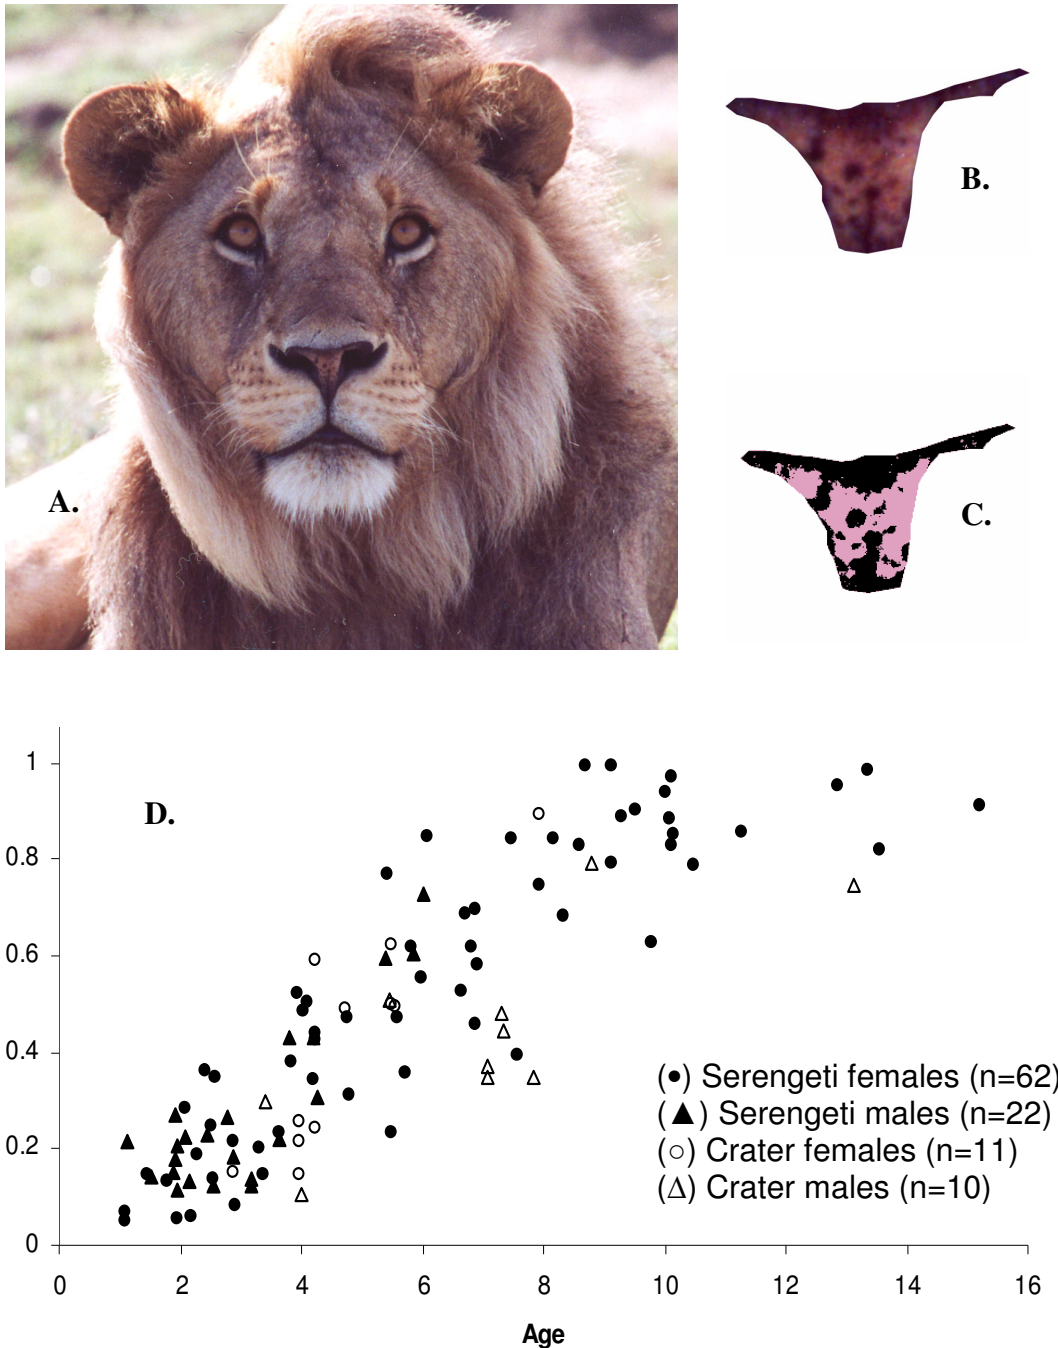 A.
B.
C.
D.
1
0.8
0.6
0.4
0.2
0
0 2 4 6 8 10 12 14 16
Age
(●) Serengeti females (n=62)
(▲) Serengeti males (n=22)
(○) Crater females (n=11)
(Δ) Crater males (n=10)